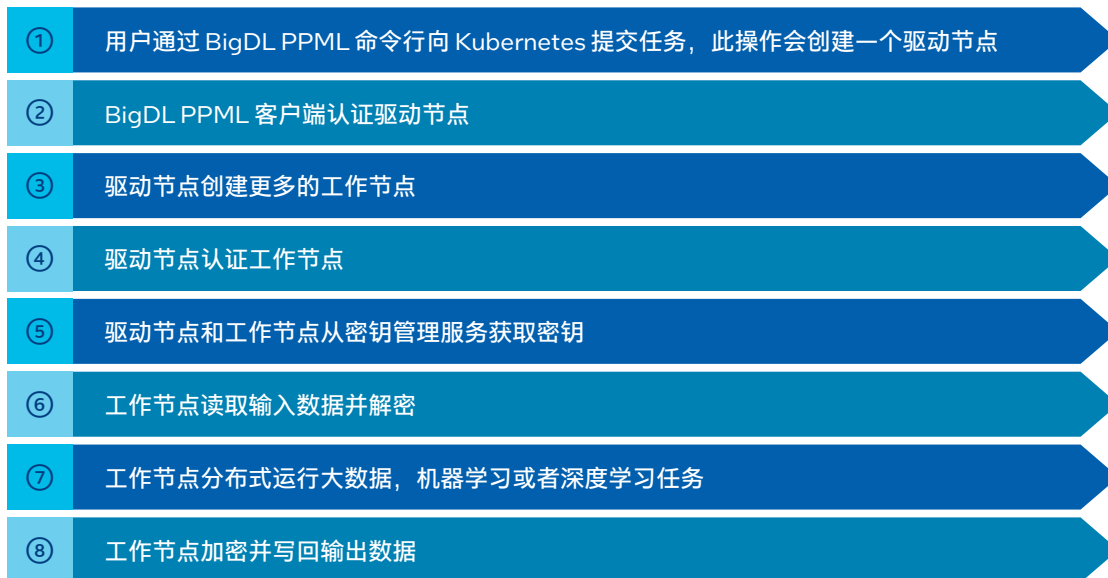 ① 用户通过 BigDL PPML 命令行向 Kubernetes 提交任务，此操作会创建一个驱动节点
② BigDL PPML 客户端认证驱动节点
③ 驱动节点创建更多的工作节点
④ 驱动节点认证工作节点
⑤ 驱动节点和工作节点从密钥管理服务获取密钥
⑥ 工作节点读取输入数据并解密
⑦ 工作节点分布式运行大数据，机器学习或者深度学习任务
⑧ 工作节点加密并写回输出数据